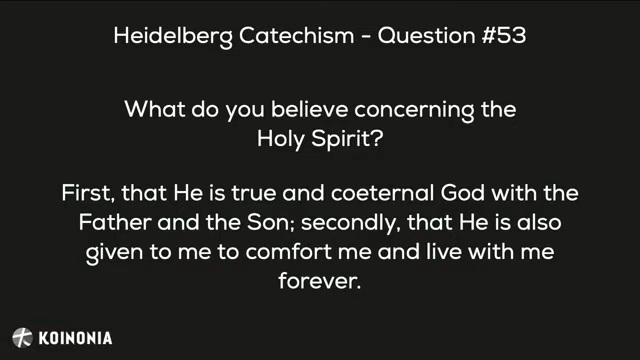 Heidelberg Catechism - Question #53
What do you believe concerning the
Holy Spirit?
First, that He is true and coeternal God with the
Father and the Son; secondly, that He is also
given to me to comfort me and live with me
forever.
KOINONIA